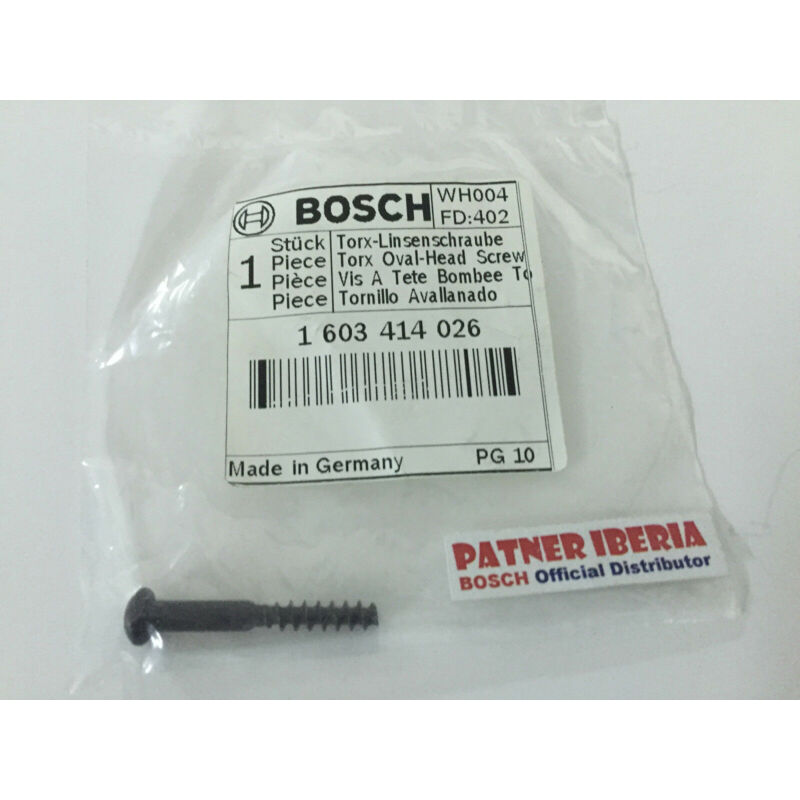 BOSCH
WH004
FD:402
1
Stück Torx-Linsenschraube
Piece Torx Oval-Head Screw
Pièce Vis A Tete Bombee To
Piece Tornillo Avallanado
1 603 414 026
Made in Germany PG 10
PATNER IBERIA
BOSCH Official Distributor